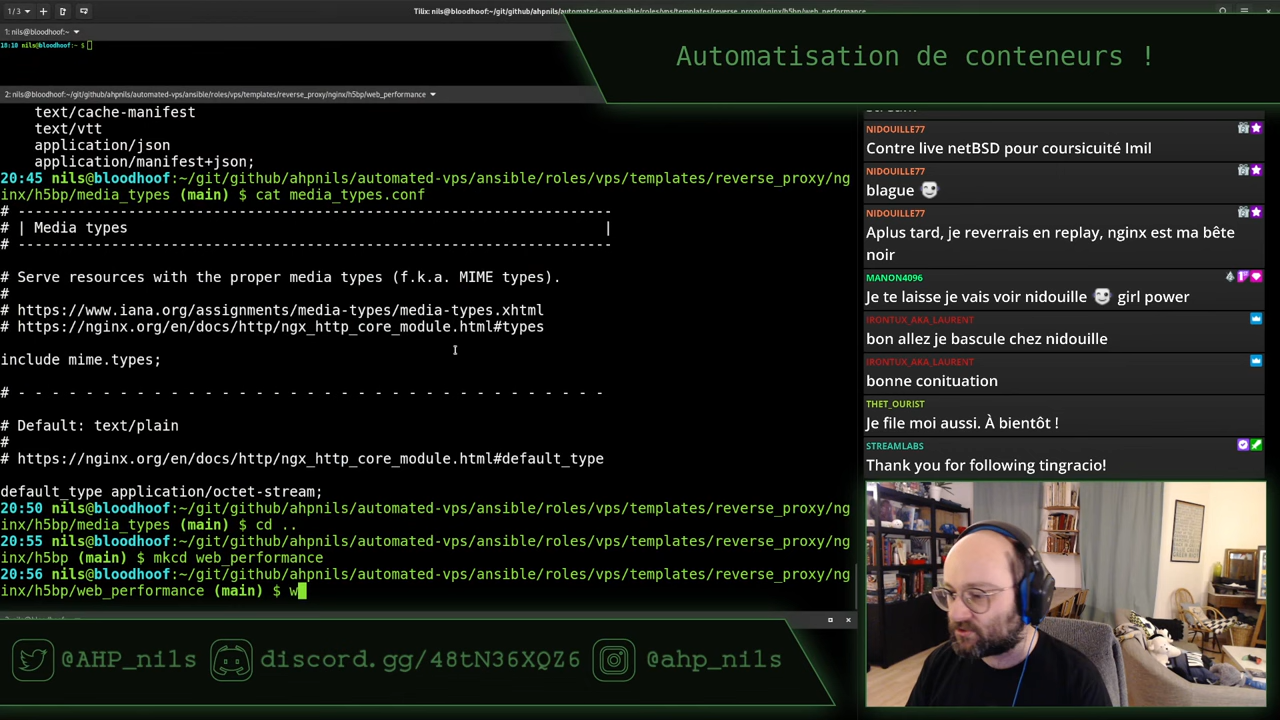 1/3
Tilix: nils@bloodhoof:~/git/github/ahpnils/automated-vps/ansible/roles/vps/templates/reverse_proxy/nginx/h5bp/web_performance
1: nils@bloodhoof:~
18:18 nils@bloodhoof:~ $
Automatisation de conteneurs !
2: nils@bloodhoof:~/git/github/ahpnils/automated-vps/ansible/roles/vps/templates/reverse_proxy/nginx/h5bp/web_performance
text/cache-manifest
text/vtt
application/json
application/manifest+json;
20:45 nils@bloodhoof:~/git/github/ahpnils/automated-vps/ansible/roles/vps/templates/reverse_proxy/ng
inx/h5bp/media_types (main) $ cat media_types.conf
# ----------------------------------------------------------------------
# | Media types |
# ----------------------------------------------------------------------
# Serve resources with the proper media types (f.k.a. MIME types).
#
# https://www.iana.org/assignments/media-types/media-types.xhtml
# https://nginx.org/en/docs/http/ngx_http_core_module.html#types
include mime.types;
# - - - - - - - - - - - - - - - - - - - - - - - - - - - - - - - - - - -
# Default: text/plain
#
# https://nginx.org/en/docs/http/ngx_http_core_module.html#default_type
default_type application/octet-stream;
20:50 nils@bloodhoof:~/git/github/ahpnils/automated-vps/ansible/roles/vps/templates/reverse_proxy/ng
inx/h5bp/media_types (main) $ cd ..
20:55 nils@bloodhoof:~/git/github/ahpnils/automated-vps/ansible/roles/vps/templates/reverse_proxy/ng
inx/h5bp (main) $ mkcd web_performance
20:56 nils@bloodhoof:~/git/github/ahpnils/automated-vps/ansible/roles/vps/templates/reverse_proxy/ng
inx/h5bp/web_performance (main) $ w
NIDOUILLE77
Contre live netBSD pour coursicuité Imil
NIDOUILLE77
blague
NIDOUILLE77
Aplus tard, je reverrais en replay, nginx est ma bête
noir
MANON4096
Je te laisse je vais voir nidouille girl power
IRONTUX_AKA_LAURENT
bon allez je bascule chez nidouille
IRONTUX_AKA_LAURENT
bonne conituation
THET_OURIST
Je file moi aussi. À bientôt !
STREAMLABS
Thank you for following tingracio!
@AHP_nils
discord.gg/48tN36XQZ6
@ahp_nils